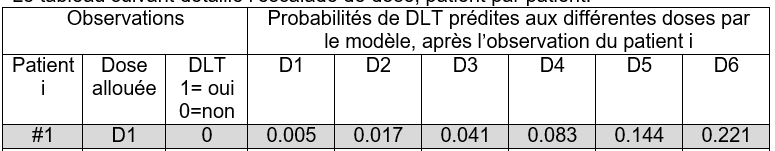 Le tableau suivant détaille l'escalade de dose, patient par patient.
Observations
Probabilités de DLT prédites aux différentes doses par
le modèle, après l’observation du patient i
Patient
i
Dose
allouée
DLT
1= oui
0=non
D1 D2 D3 D4 D5 D6
#1 D1 0 0.005 0.017 0.041 0.083 0.144 0.221